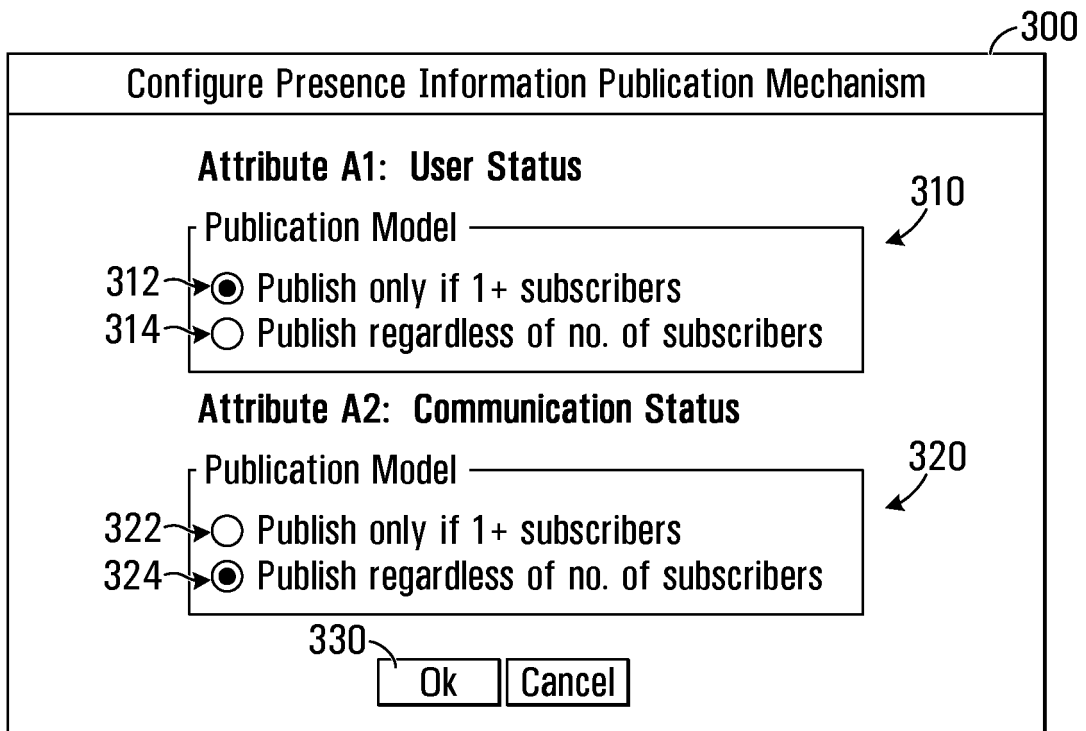 300
Configure Presence Information Publication Mechanism
Attribute A1: User Status
310
Publication Model
312 Publish only if 1+ subscribers
314 Publish regardless of no. of subscribers
Attribute A2: Communication Status
320
Publication Model
322 Publish only if 1+ subscribers
324 Publish regardless of no. of subscribers
330
Ok Cancel